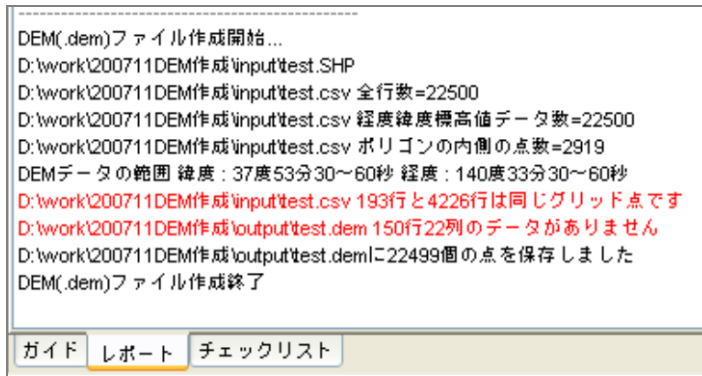 DEM(.dem)ファイル作成開始...
D:\work\200711DEM作成\input\test.SHP
D:\work\200711DEM作成\input\test.csv 全行数=22500
D:\work\200711DEM作成\input\test.csv 経度緯度標高値データ数=22500
D:\work\200711DEM作成\input\test.csv ポリゴンの内側の点数=2919
DEMデータの範囲 緯度：37度53分30～60秒 経度：140度33分30～60秒
D:\work\200711DEM作成\input\test.csv 193行と4226行は同じグリッド点です
D:\work\200711DEM作成\output\test.dem 150行22列のデータがありません
D:\work\200711DEM作成\output\test.demに22499個の点を保存しました
DEM(.dem)ファイル作成終了
ガイド レポート チェックリスト